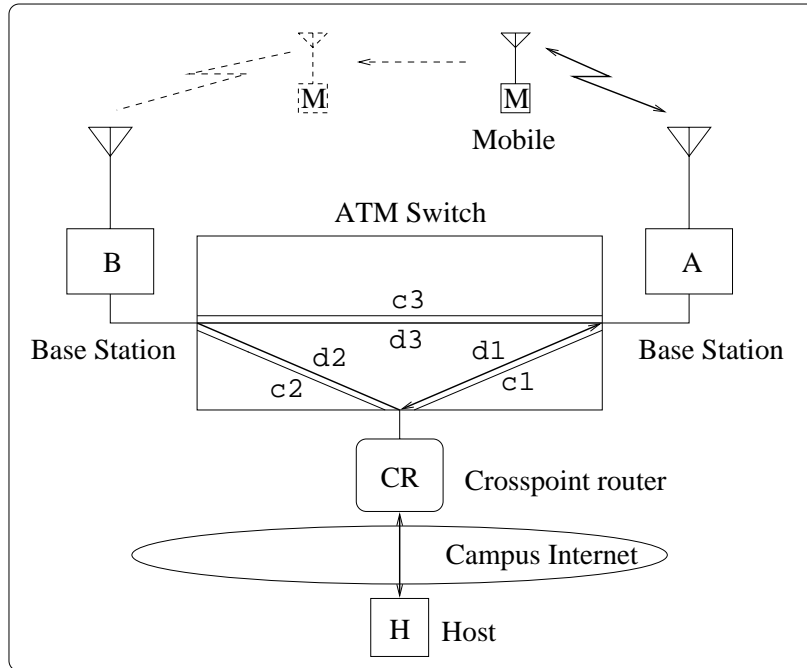 M
M
Mobile
ATM Switch
B
A
c3
Base Station
d3
Base Station
d2
d1
c2
c1
CR
Crosspoint router
Campus Internet
H
Host